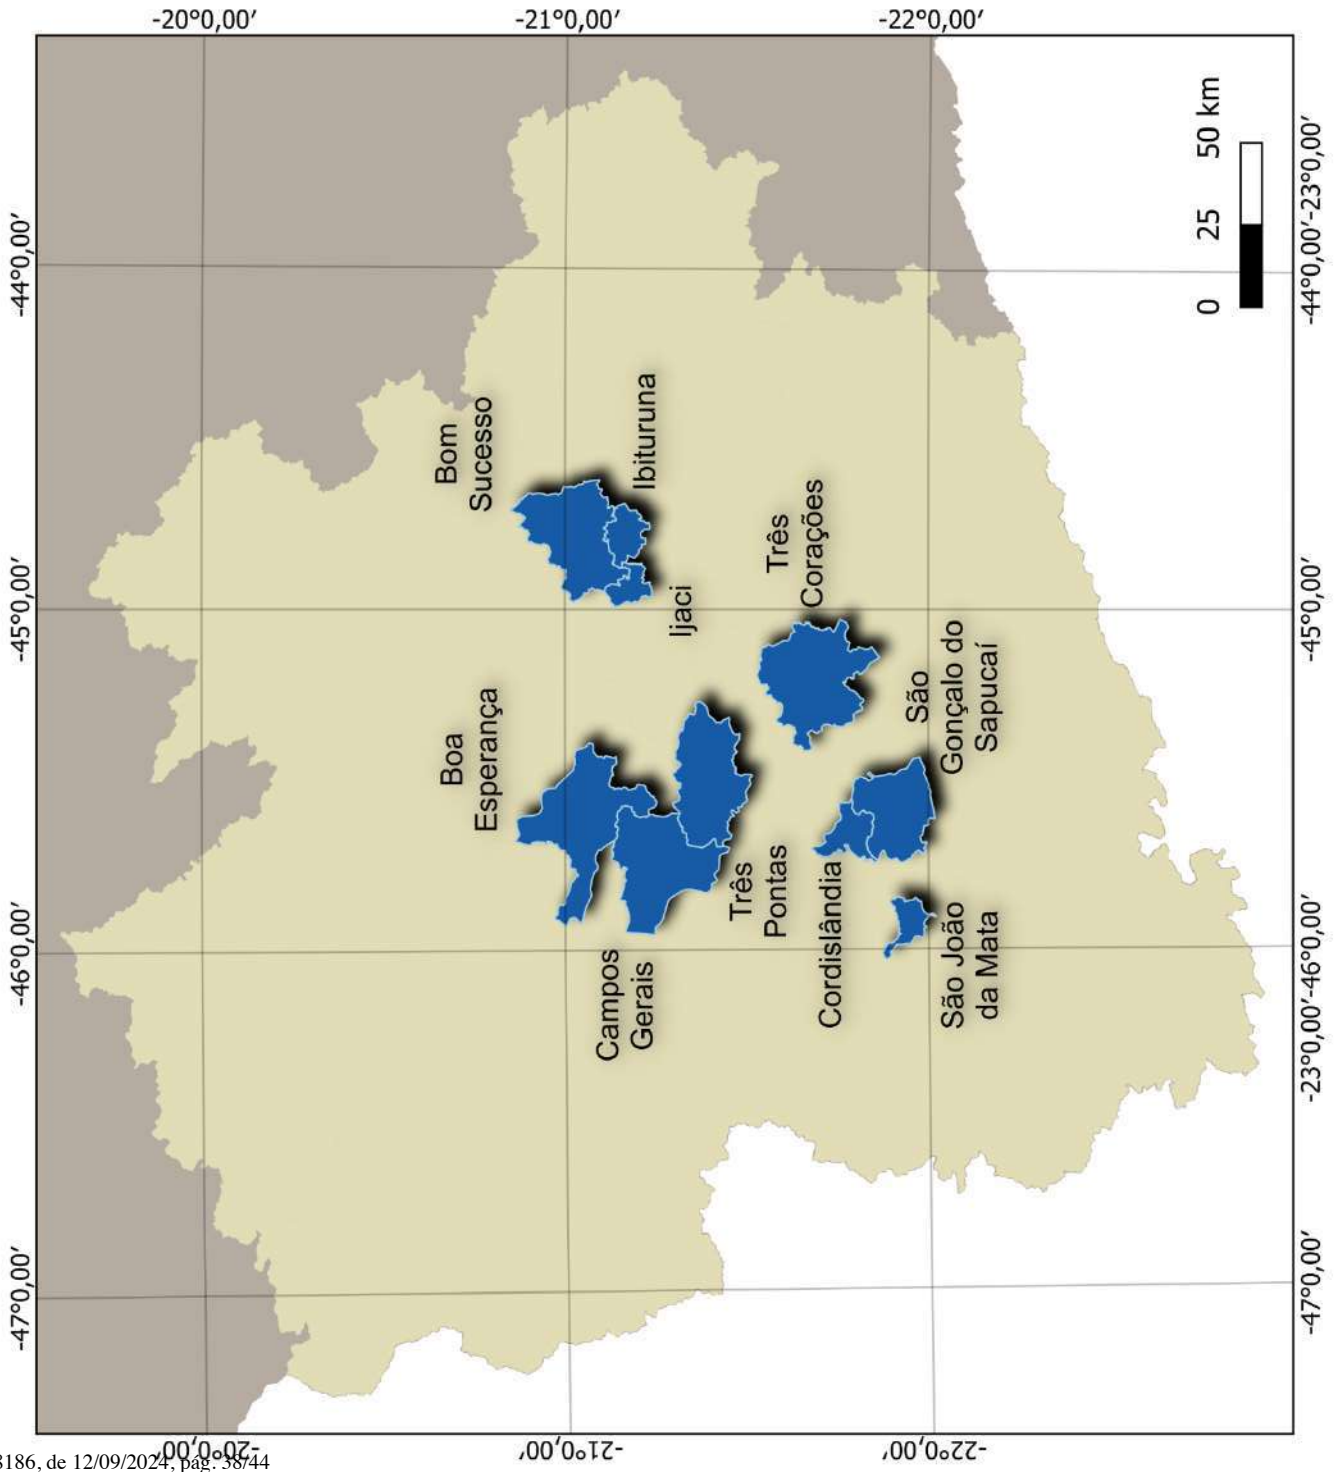 -20°0,00′
-21°0,00′
-22°0,00′
-44°0,00′
-45°0,00′
-46°0,00′
-47°0,00′
Bom
Sucesso
Ibituruna
Ijaci
Três
Corações
Boa
Esperança
São
Gonçalo do
Sapucaí
Três
Pontas
Cordislândia
Campos
Gerais
São João
da Mata
0 25 50 km
-44°0,00′-23°0,00′
-45°0,00′
-23°0,00′-46°0,00′
-47°0,00′
-20°0,00′
-21°0,00′
-22°0,00′
8186, de 12/09/2024, pág. 38/44